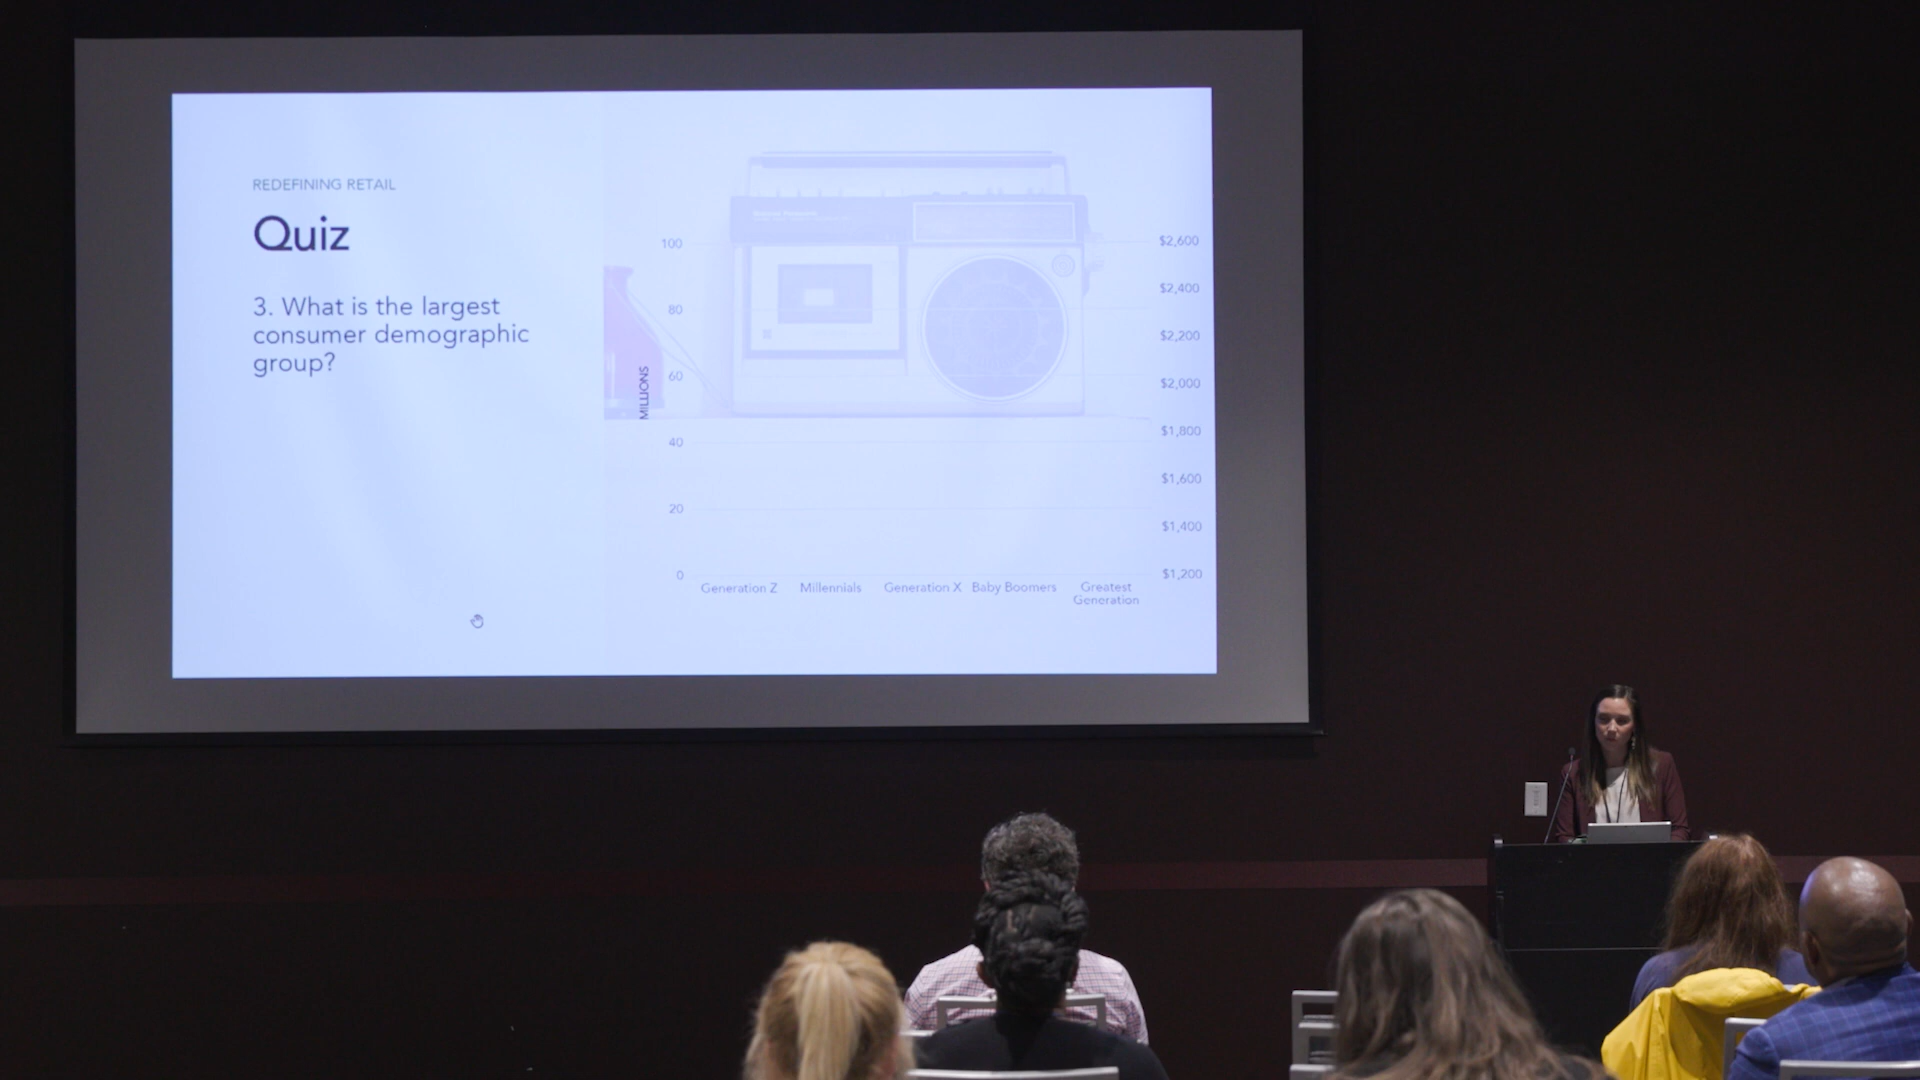 REDEFINING RETAIL
Quiz
3. What is the largest
consumer demographic
group?
MILLIONS
100
80
60
40
20
0
$2,600
$2,400
$2,200
$2,000
$1,800
$1,600
$1,400
$1,200
Generation Z
Millennials
Generation X
Baby Boomers
Greatest
Generation